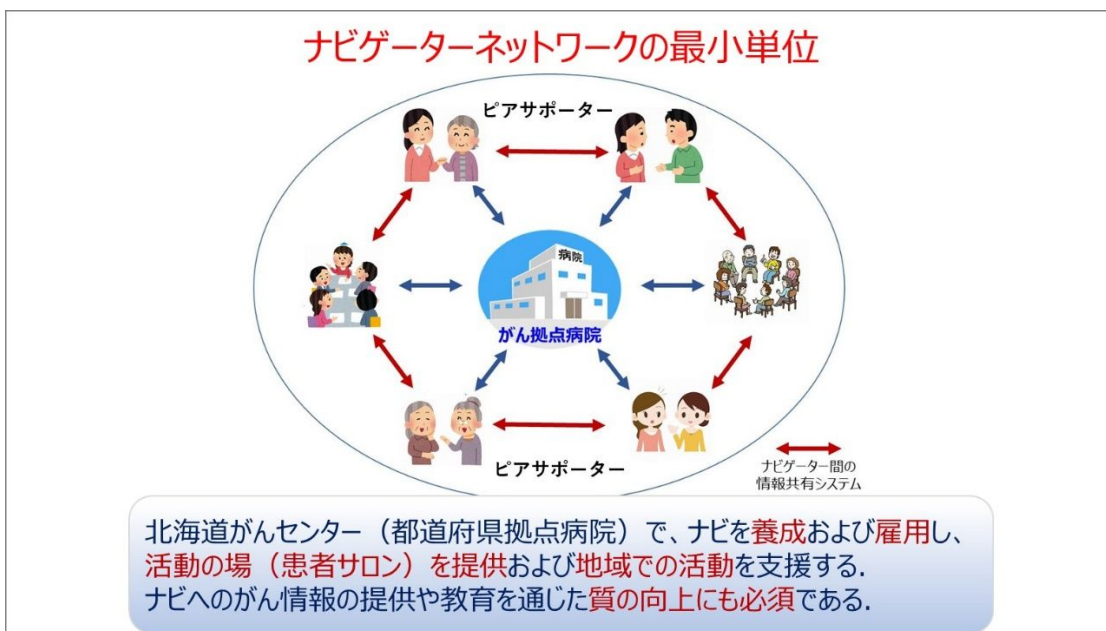 ナビゲーターネットワークの最小単位
ピアサポーター
病院
がん拠点病院
ピアサポーター
ナビゲーター間の
情報共有システム
北海道がんセンター（都道府県拠点病院）で、ナビを養成および雇用し、
活動の場（患者サロン）を提供および地域での活動を支援する.
ナビへのがん情報の提供や教育を通じた質の向上にも必須である.